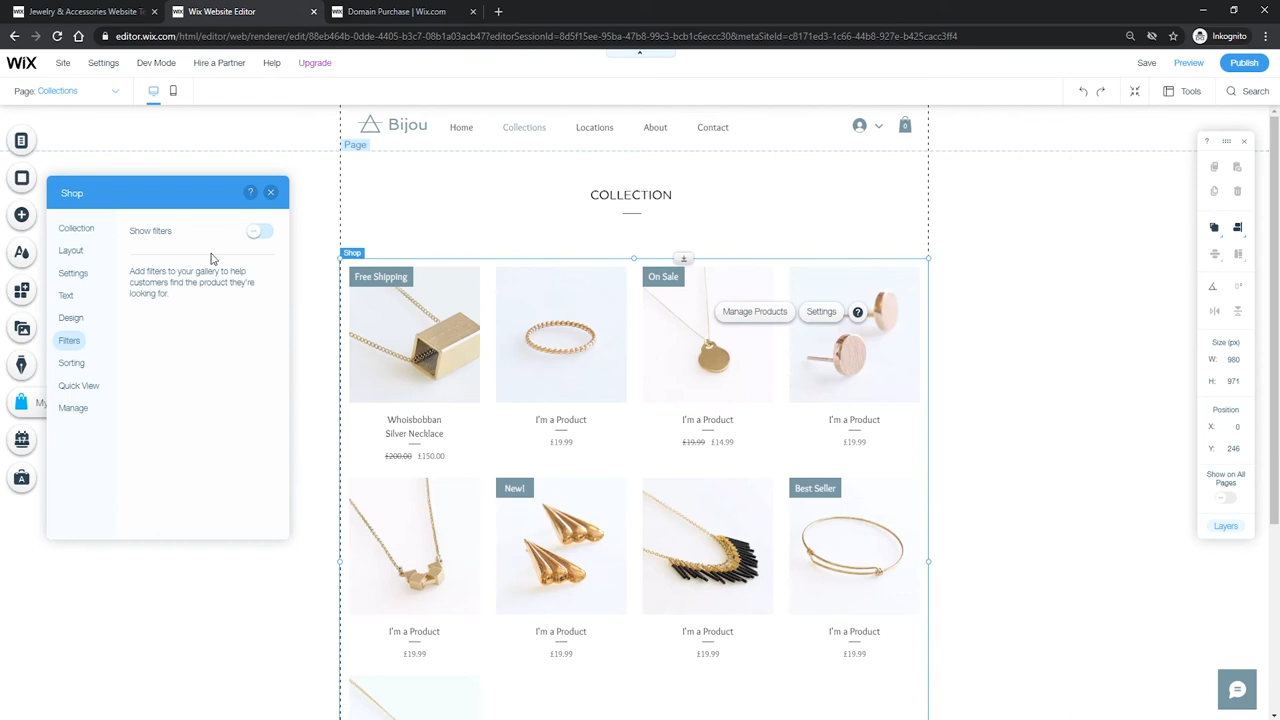 Jewelry & Accessories Website Te
Wix Website Editor
Domain Purchase | Wix.com
editor.wix.com/html/editor/web/renderer/edit/88eb464b-0dde-4405-b3c7-08b1a03acb47?editorSessionId=8d5f15ee-95ba-47b8-99c3-bcb1c6eccc30&metaSiteId=c8171ed3-1c66-44b8-927e-b425cacc3ff4
Incognito
WiX
Site
Settings
Dev Mode
Hire a Partner
Help
Upgrade
Save
Preview
Publish
Page: Collections
Tools
Search
Bijou
Home
Collections
Locations
About
Contact
0
Page
Shop
?
Collection
Layout
Settings
Text
Design
Filters
Sorting
Quick View
Manage
Show filters
Add filters to your gallery to help
customers find the product they're
looking for.
My
17
A
COLLECTION
Shop
Free Shipping
On Sale
Manage Products
Settings
?
Whoisbobban
Silver Necklace
£200.00 £150.00
I'm a Product
£19.99
I'm a Product
£19.99 £14.99
I'm a Product
£19.99
New!
Best Seller
I'm a Product
£19.99
I'm a Product
£19.99
I'm a Product
£19.99
I'm a Product
£19.99
?
0°
Size (px)
W: 980
H: 971
Position
X: 0
Y: 246
Show on All
Pages
Layers